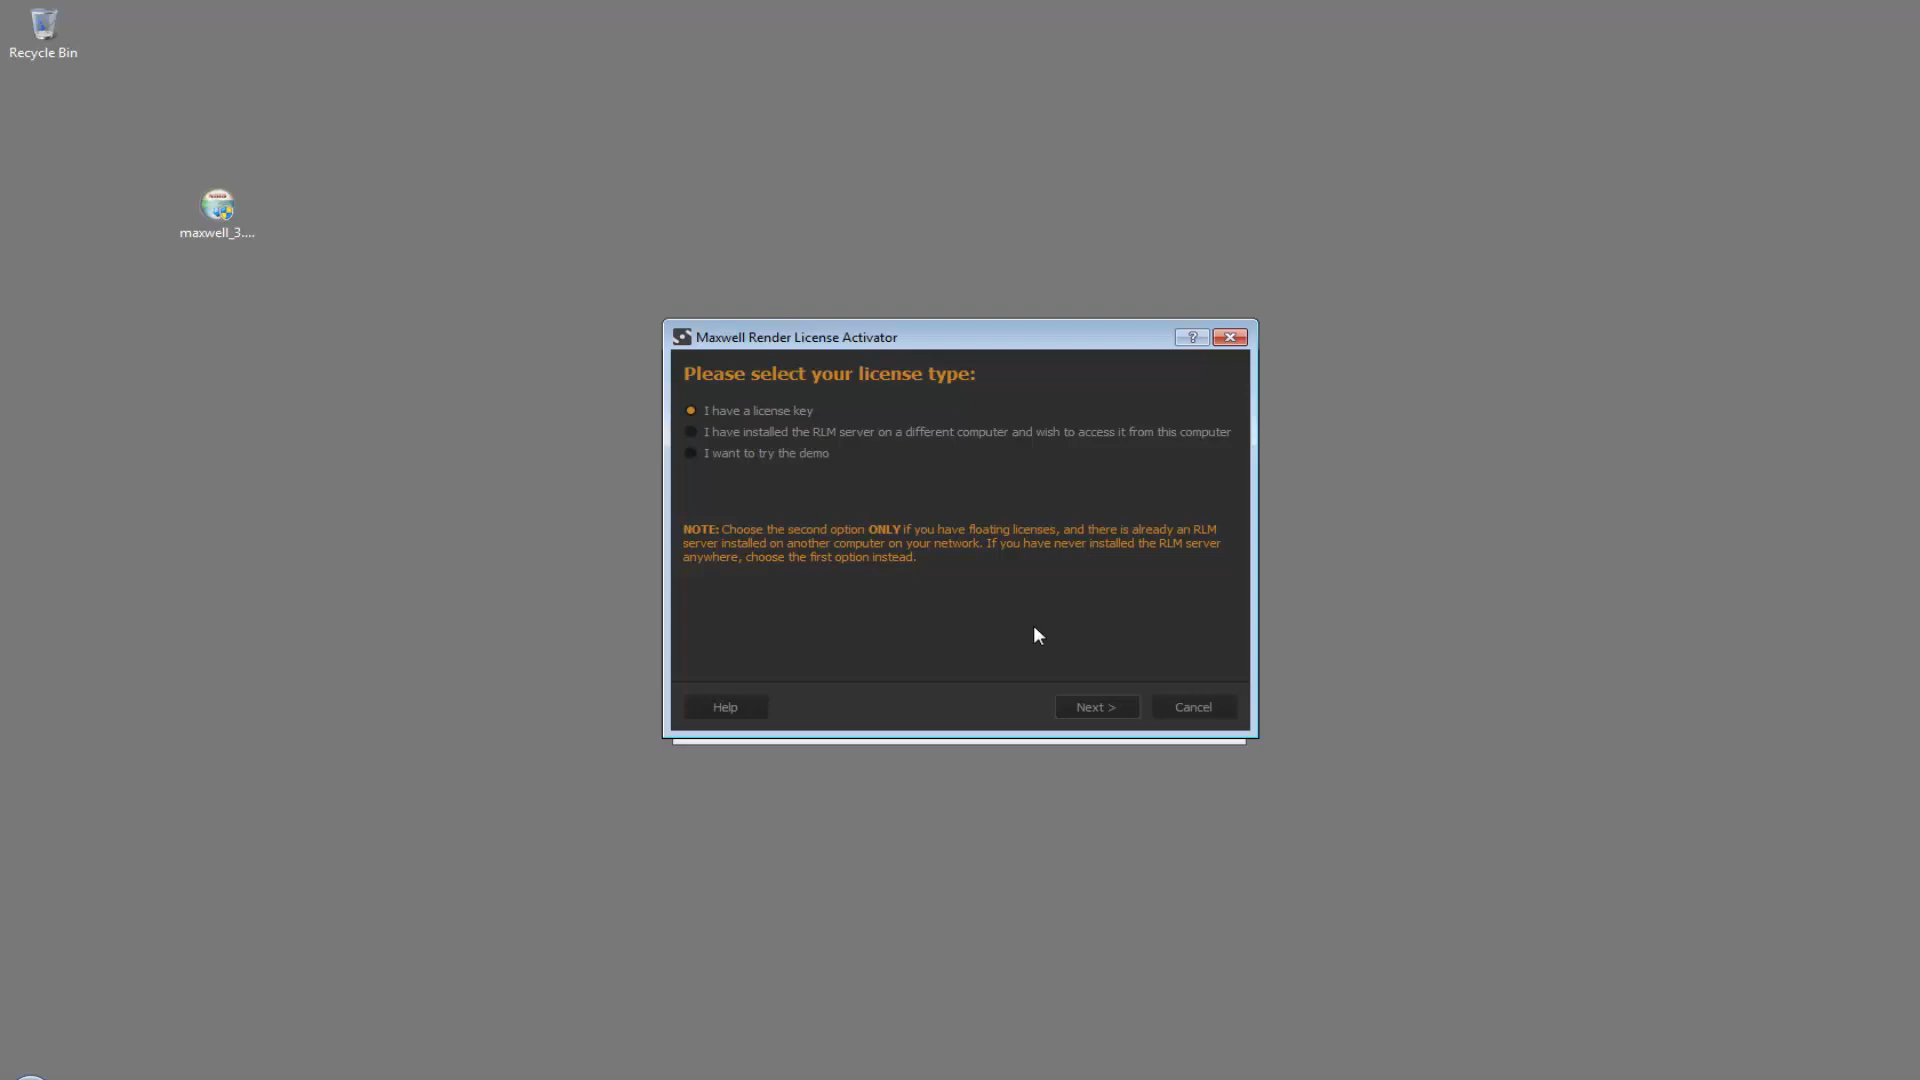 Recycle Bin
maxwell_3....
Maxwell Render License Activator
?
Please select your license type:
I have a license key
I have installed the RLM server on a different computer and wish to access it from this computer
I want to try the demo
NOTE: Choose the second option ONLY if you have floating licenses, and there is already an RLM
server installed on another computer on your network. If you have never installed the RLM server
anywhere, choose the first option instead.
Help
Next >
Cancel